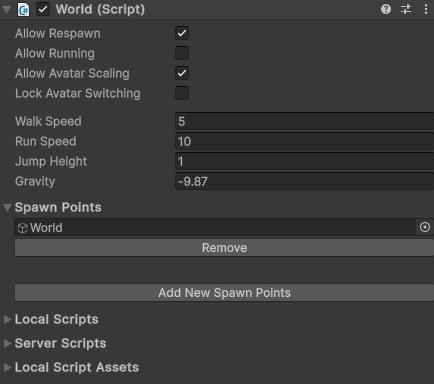 World (Script)
Allow Respawn
Allow Running
Allow Avatar Scaling
Lock Avatar Switching
Walk Speed 5
Run Speed 10
Jump Height 1
Gravity -9.87
Spawn Points
World
Remove
Add New Spawn Points
Local Scripts
Server Scripts
Local Script Assets